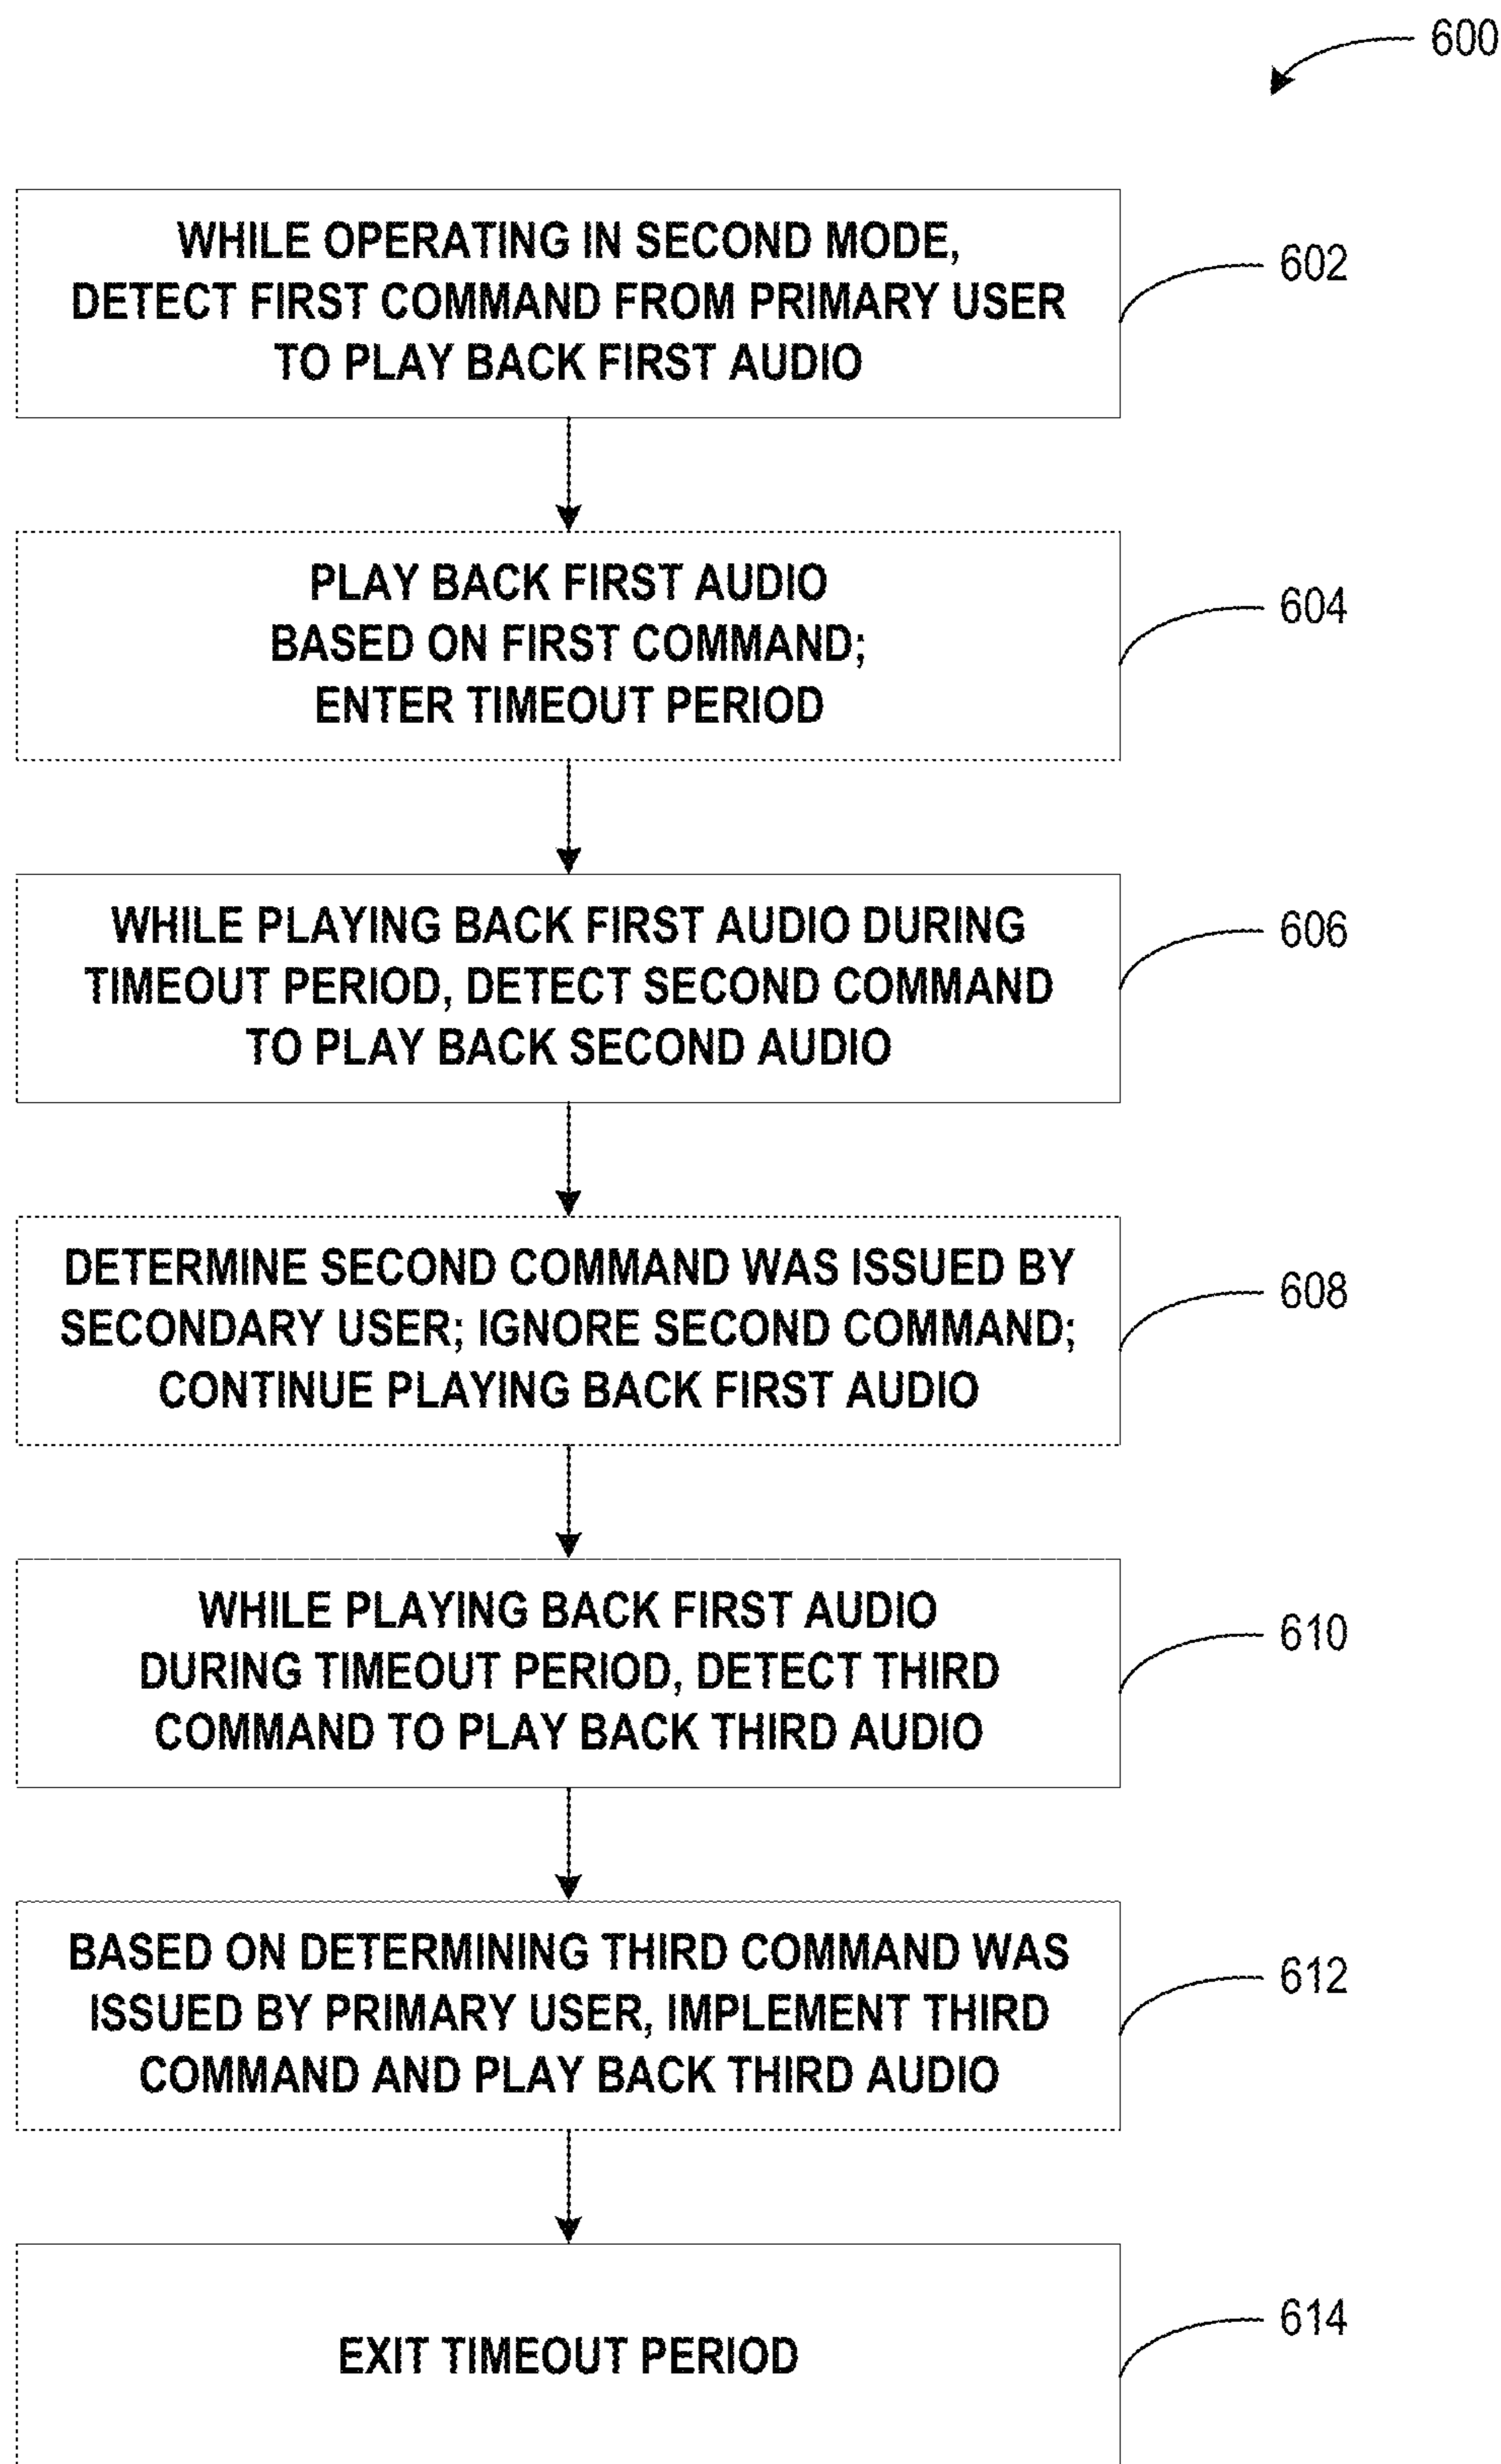 600
WHILE OPERATING IN SECOND MODE,
DETECT FIRST COMMAND FROM PRIMARY USER
TO PLAY BACK FIRST AUDIO
602
PLAY BACK FIRST AUDIO
BASED ON FIRST COMMAND;
ENTER TIMEOUT PERIOD
604
WHILE PLAYING BACK FIRST AUDIO DURING
TIMEOUT PERIOD, DETECT SECOND COMMAND
TO PLAY BACK SECOND AUDIO
606
DETERMINE SECOND COMMAND WAS ISSUED BY
SECONDARY USER; IGNORE SECOND COMMAND;
CONTINUE PLAYING BACK FIRST AUDIO
608
WHILE PLAYING BACK FIRST AUDIO
DURING TIMEOUT PERIOD, DETECT THIRD
COMMAND TO PLAY BACK THIRD AUDIO
610
BASED ON DETERMINING THIRD COMMAND WAS
ISSUED BY PRIMARY USER, IMPLEMENT THIRD
COMMAND AND PLAY BACK THIRD AUDIO
612
EXIT TIMEOUT PERIOD
614